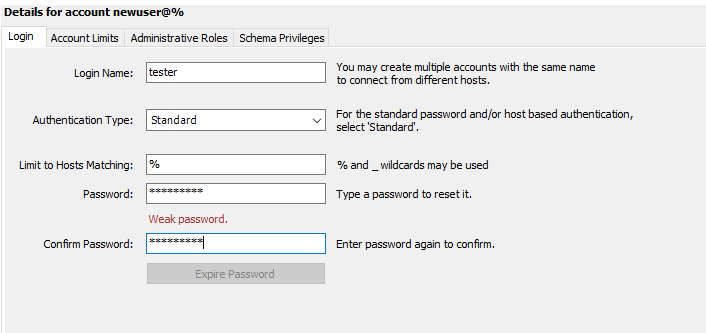 Details for account newuser@%
Login Account Limits Administrative Roles Schema Privileges
Login Name: tester You may create multiple accounts with the same name
to connect from different hosts.
Authentication Type: Standard For the standard password and/or host based authentication,
select 'Standard'.
Limit to Hosts Matching: % % and _ wildcards may be used
Password: ********* Type a password to reset it.
Weak password.
Confirm Password: ********* Enter password again to confirm.
Expire Password